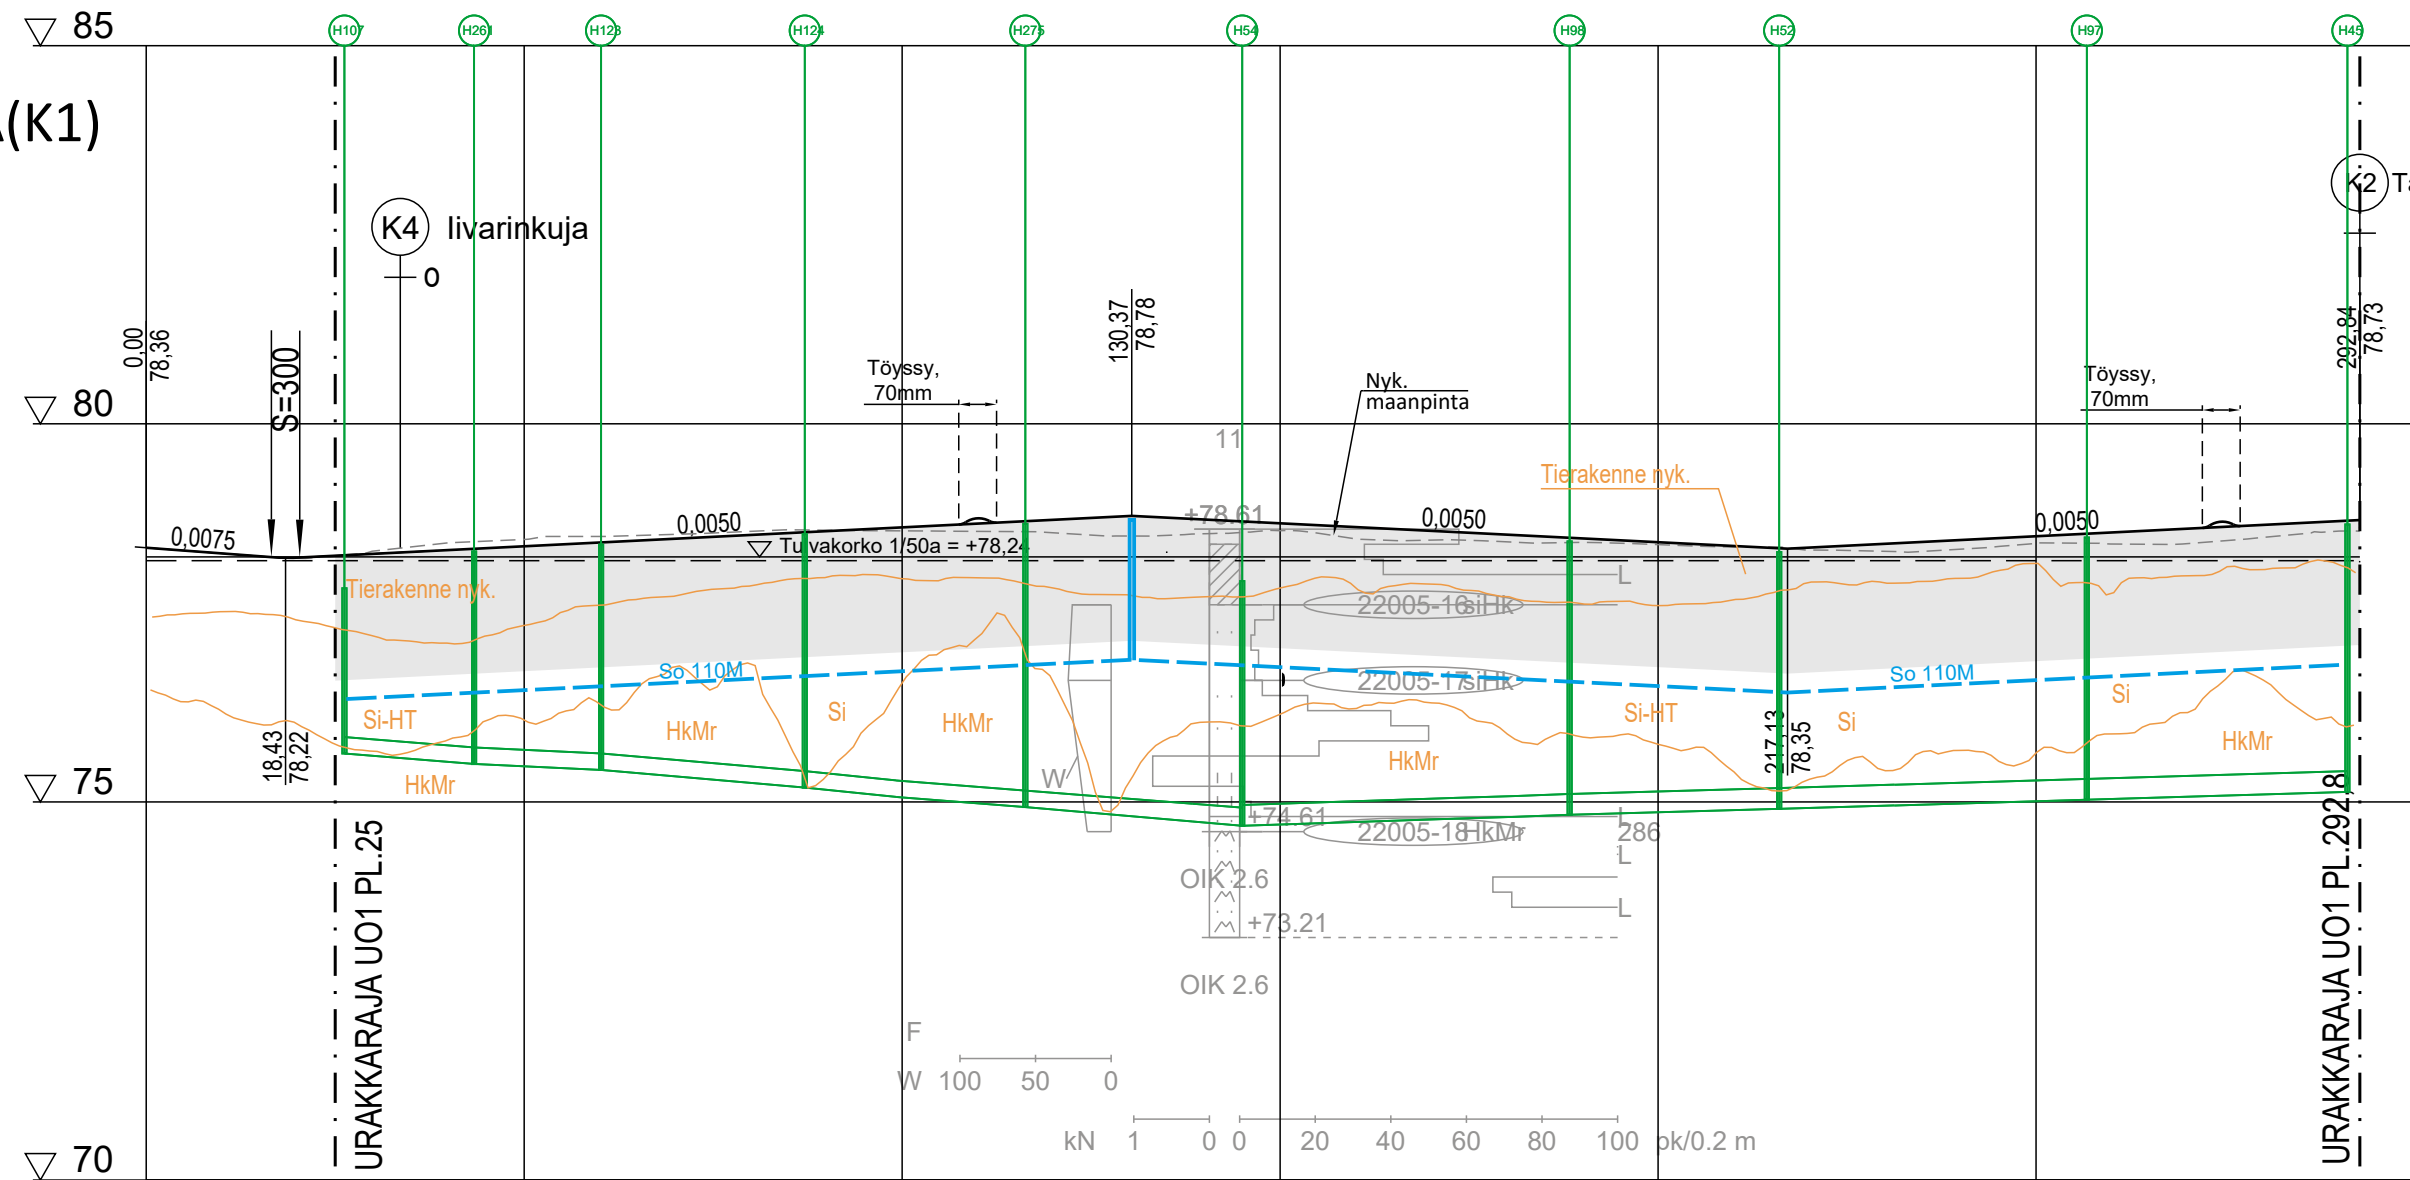 85
H107
H261
H123
H124
H275
H54
H98
H52
H97
H45
(K1)
K2
K4 Iivarinkuja
0
0,00
78,36
S=300
130,37
78,78
292,84
78,73
Töyssy,
70mm
Töyssy,
70mm
Nyk.
maanpinta
80
11
Tierakenne nyk.
+78.61
0,0075
0,0050
0,0050
0,0050
Tulvakorko 1/50a = +78,24
L
Tierakenne nyk.
22005-16 siHk
So 110M
22005-17 siHk
So 110M
Si-HT
HkMr
Si
HkMr
HkMr
Si-HT
Si
Si
HkMr
18,43
78,22
217,13
78,35
75
HkMr
W
+74.61
22005-18 HkMr
L
286
L
OIK 2.6
L
+73.21
OIK 2.6
URAKKARAJA UO1 PL.25
URAKKARAJA UO1 PL.292,8
F
W 100 50 0
kN 1 0 0 20 40 60 80 100 pk/0.2 m
70